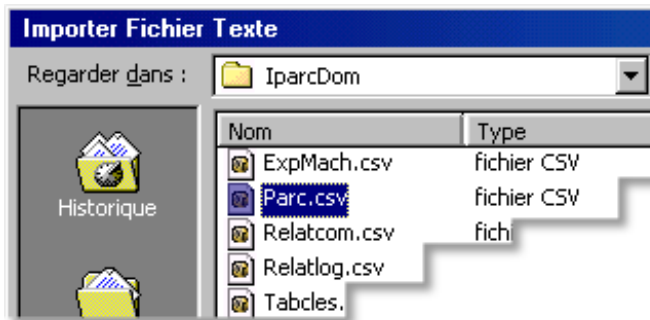 Importer Fichier Texte
Regarder dans : IparcDom
Nom Type
ExpMach.csv fichier CSV
Historique
Parc.csv fichier CSV
Relatcom.csv fichi
Relatlog.csv
Tabcles.